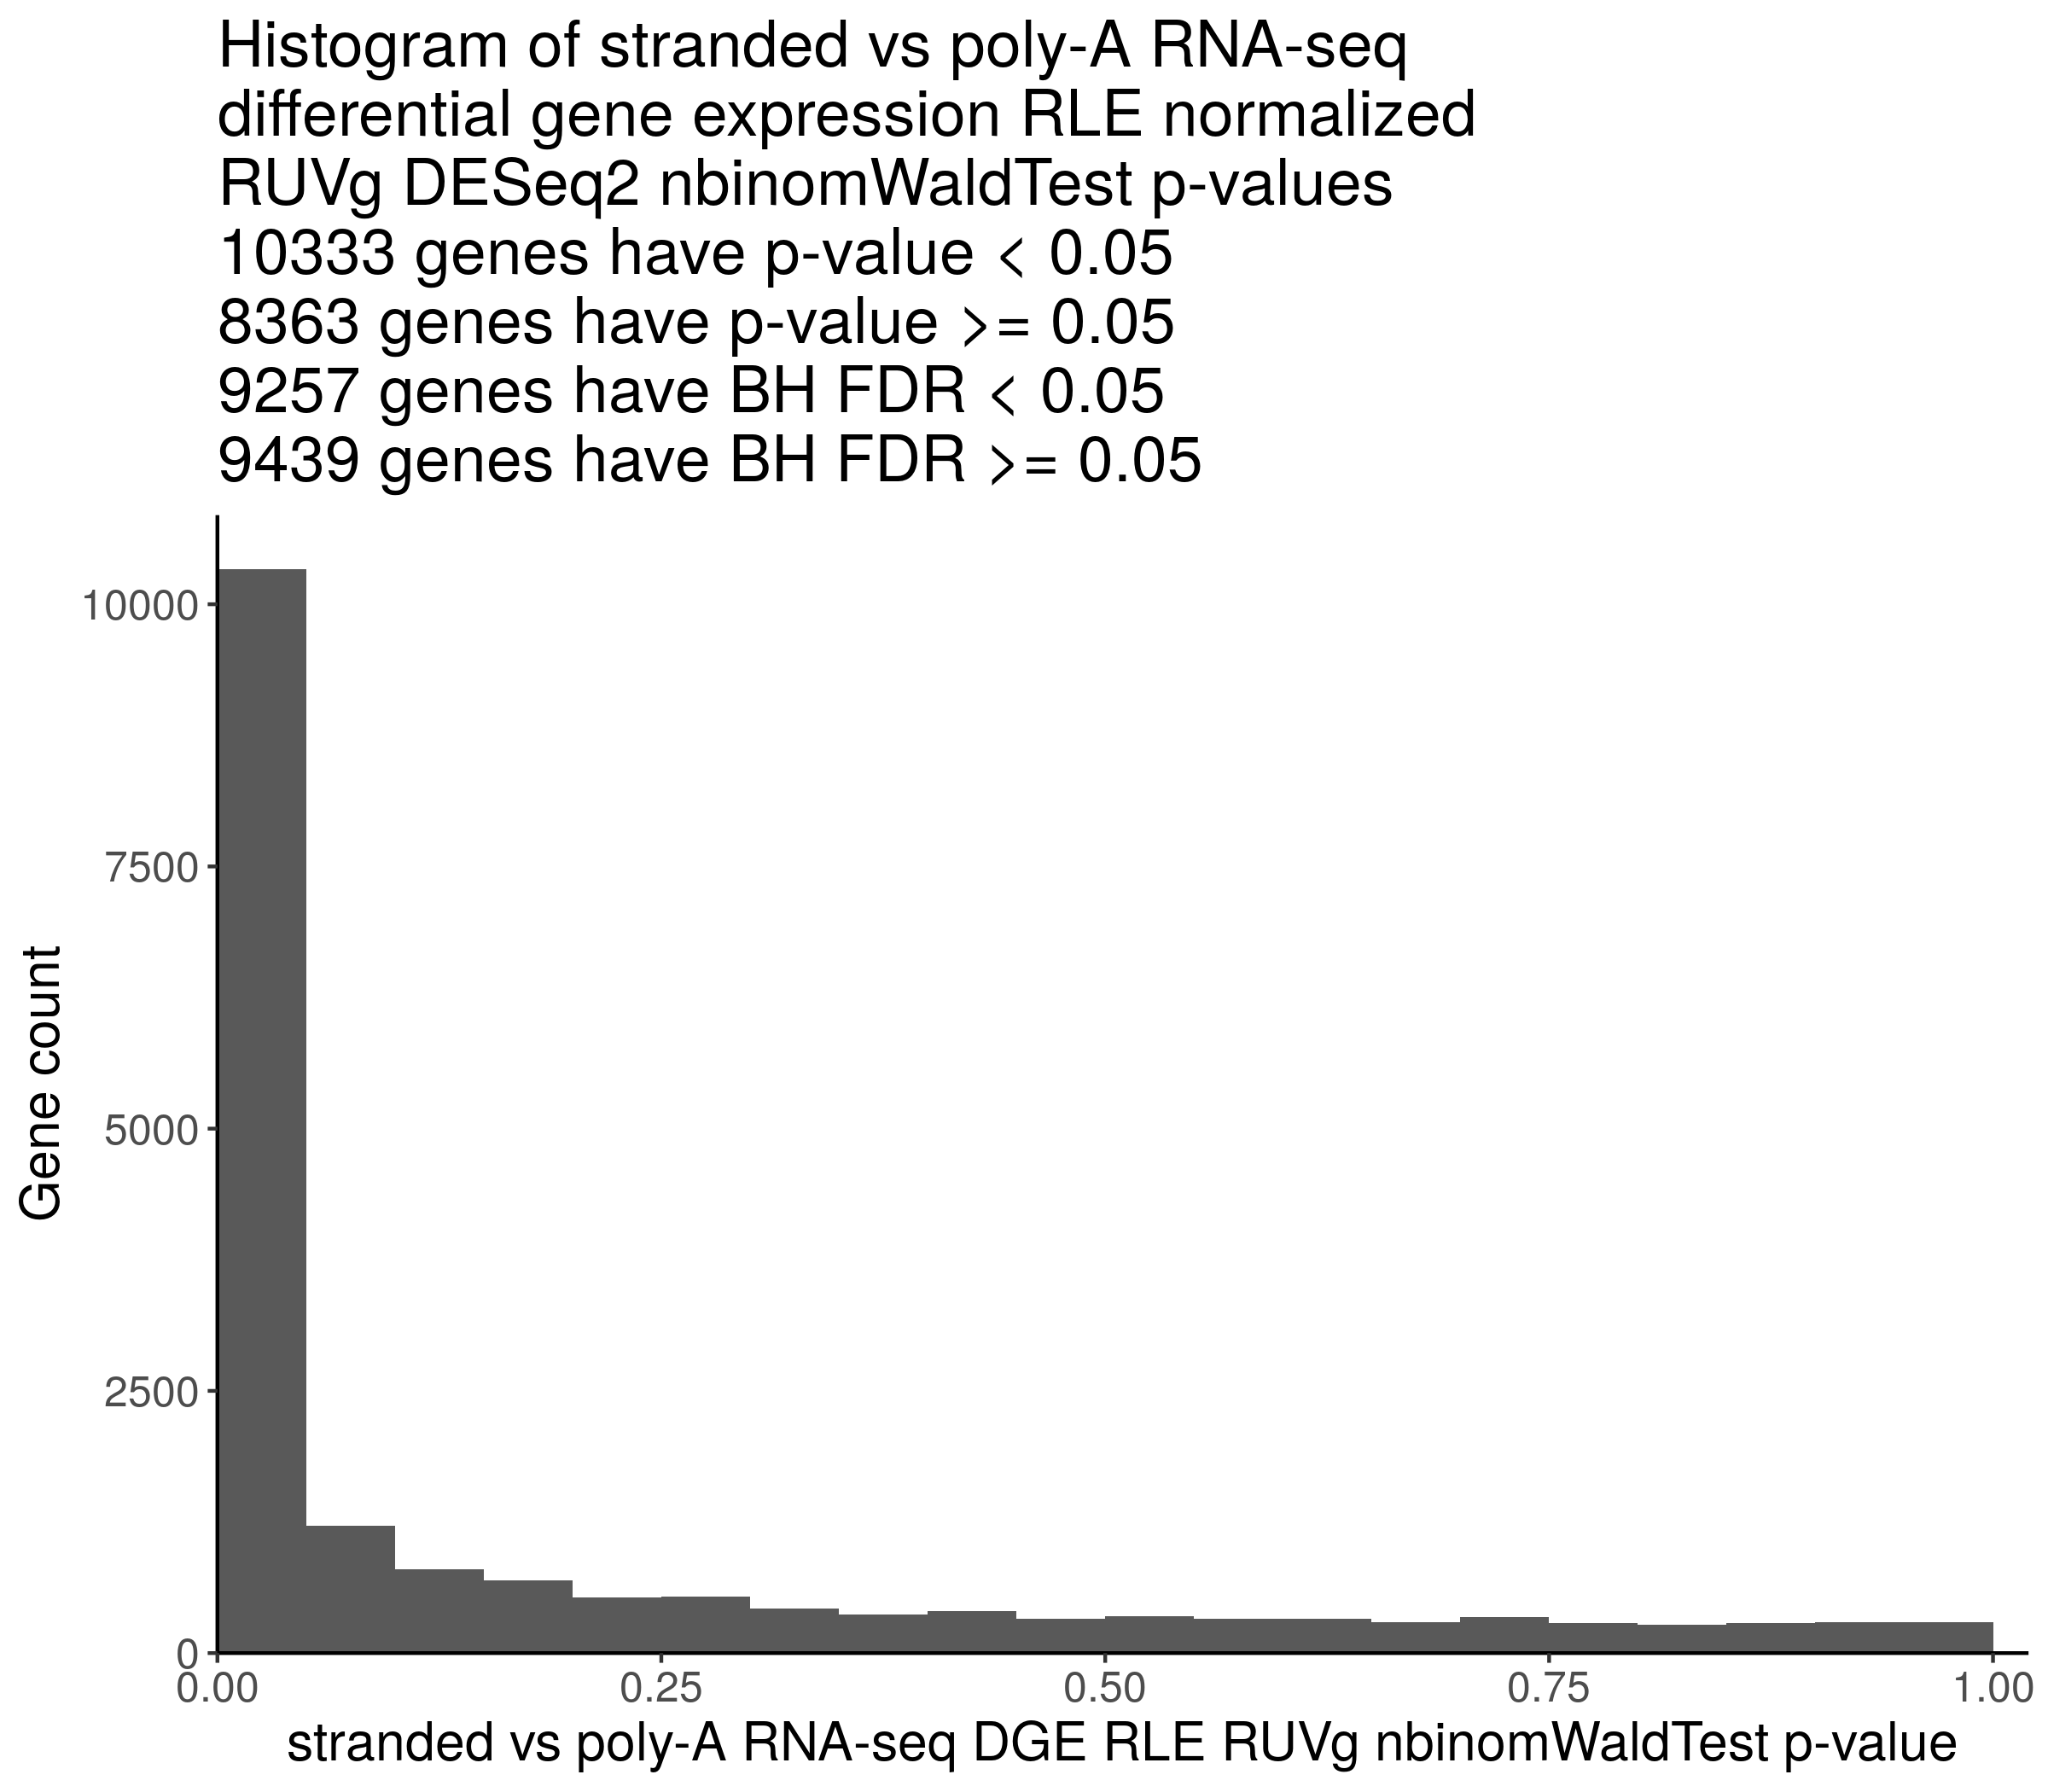 Histogram of stranded vs poly-A RNA-seq
differential gene expression RLE normalized
RUVg DESeq2 nbinomWaldTest p-values
10333 genes have p-value < 0.05
8363 genes have p-value >= 0.05
9257 genes have BH FDR < 0.05
9439 genes have BH FDR >= 0.05
10000
7500
5000
2500
0
Gene count
0.00 0.25 0.50 0.75 1.00
stranded vs poly-A RNA-seq DGE RLE RUVg nbinomWaldTest p-value